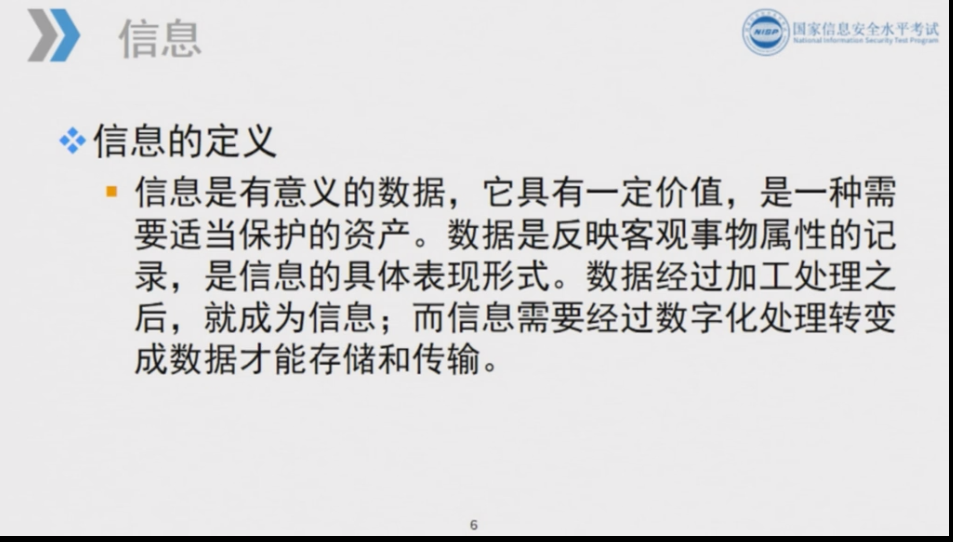 信息
国家信息安全水平考试
National Information Security Test Program
NISP
信息的定义
信息是有意义的数据，它具有一定价值，是一种需
要适当保护的资产。数据是反映客观事物属性的记
录，是信息的具体表现形式。数据经过加工处理之
后，就成为信息；而信息需要经过数字化处理转变
成数据才能存储和传输。
6